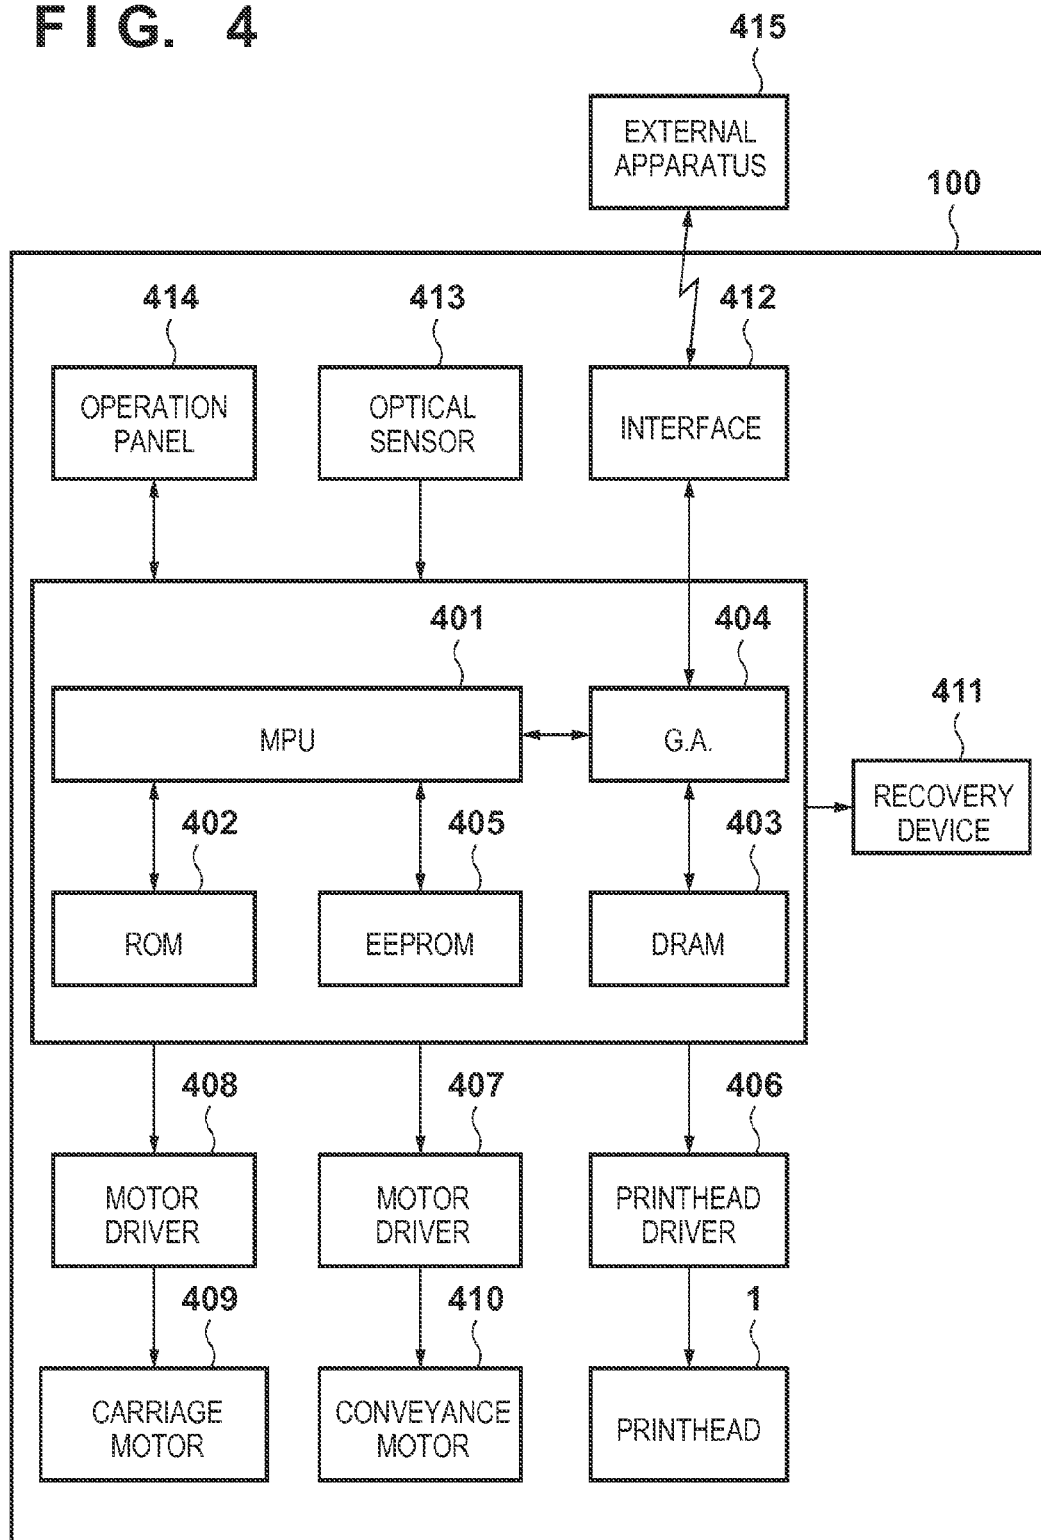 FIG. 4
415
EXTERNAL
APPARATUS
100
414
413
412
OPERATION
PANEL
OPTICAL
SENSOR
INTERFACE
401
404
MPU
G.A.
411
RECOVERY
DEVICE
402
405
403
ROM
EEPROM
DRAM
408
407
406
MOTOR
DRIVER
MOTOR
DRIVER
PRINTHEAD
DRIVER
409
410
1
CARRIAGE
MOTOR
CONVEYANCE
MOTOR
PRINTHEAD